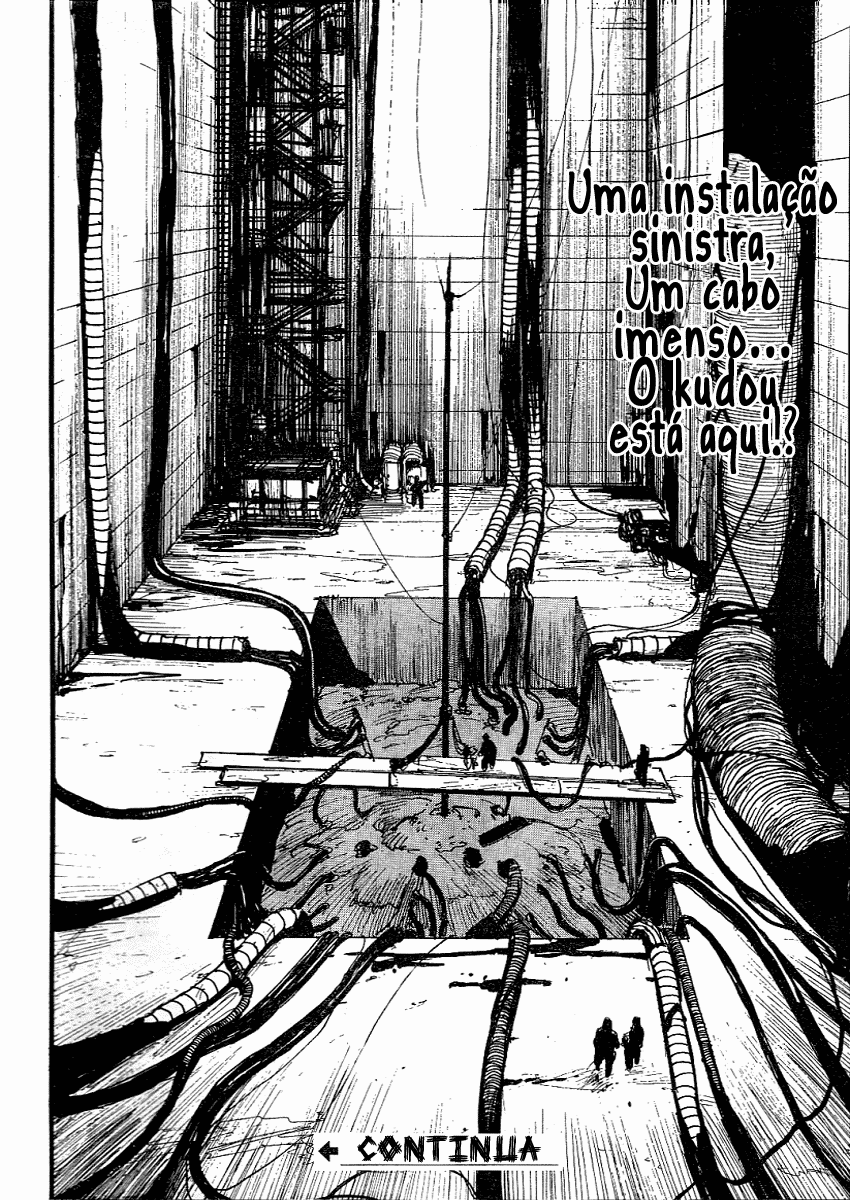 Uma instalação
sinistra,
Um cabo
imenso...
O kudou
está aqui!?
← CONTINUA